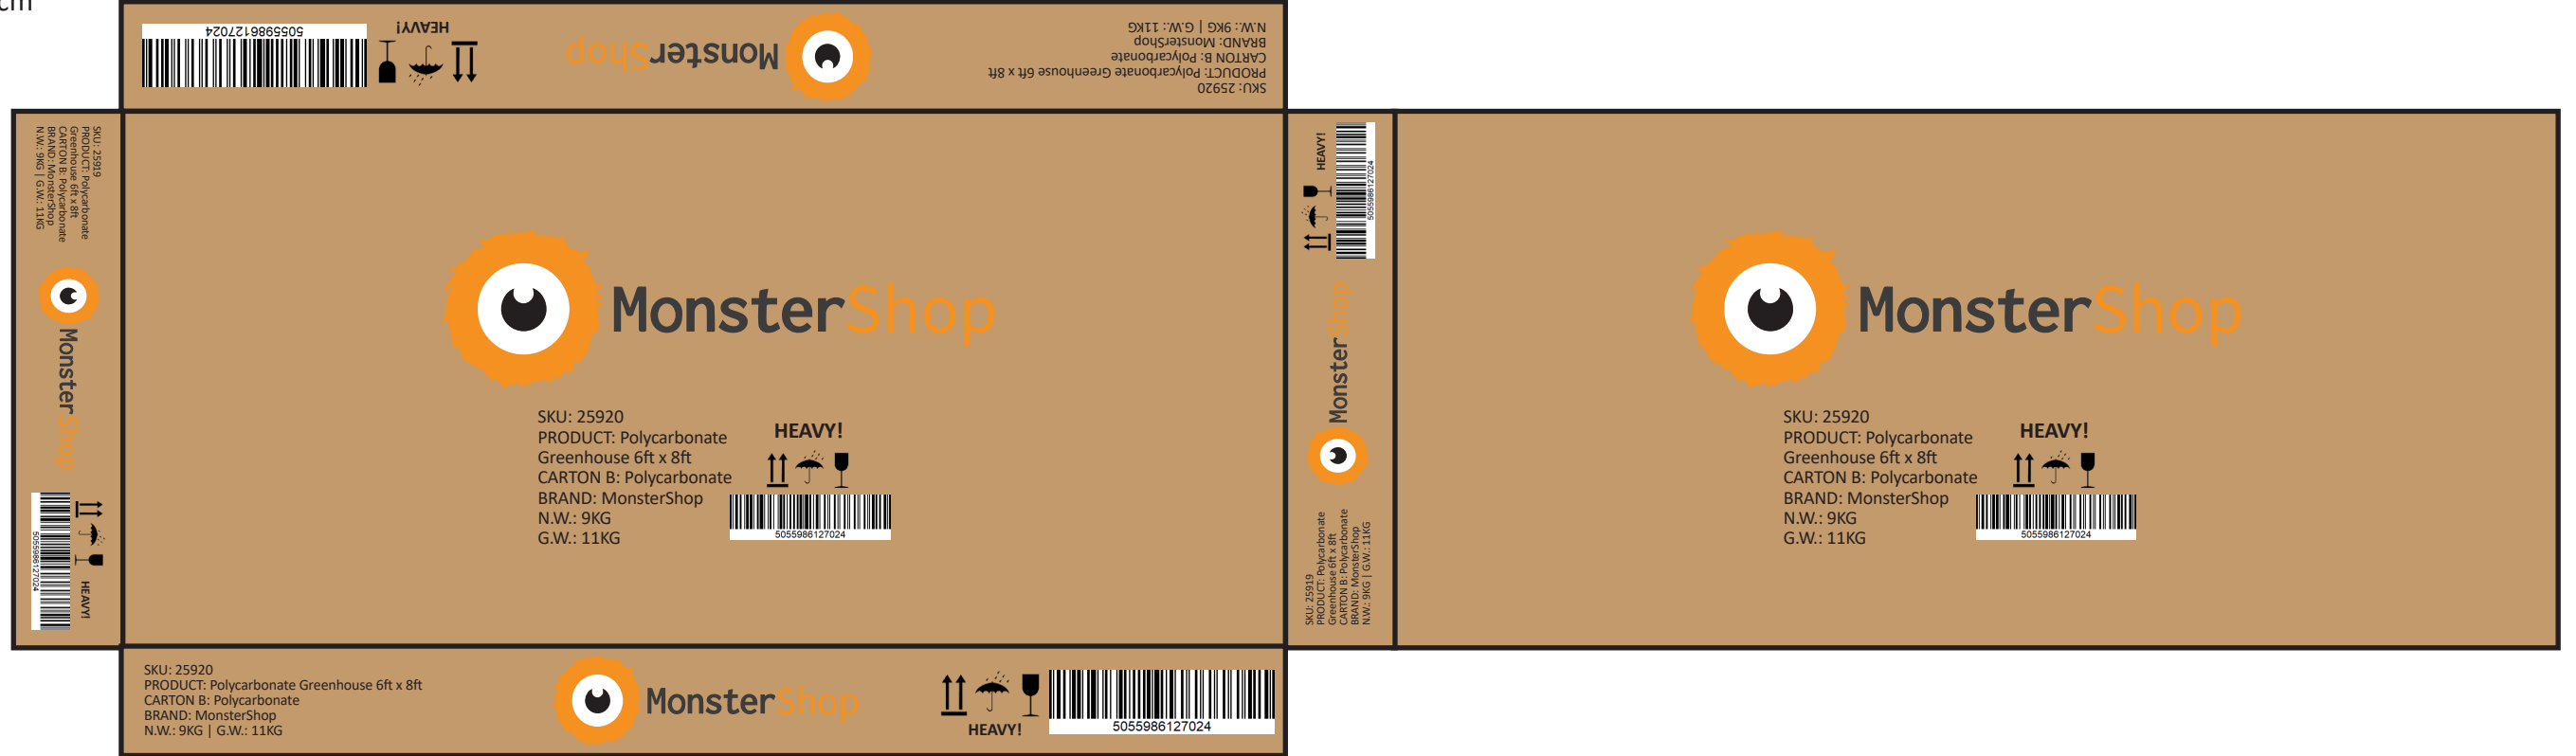 cm
5055986127024
HEAVY!
MonsterShop
SKU: 25920
PRODUCT: Polycarbonate Greenhouse 6ft x 8ft
CARTON B: Polycarbonate
BRAND: MonsterShop
N.W.: 9KG | G.W.: 11KG
SKU: 25919
PRODUCT: Polycarbonate
Greenhouse 6ft x 8ft
CARTON B: Polycarbonate
BRAND: MonsterShop
N.W.: 9KG | G.W.: 11KG
MonsterShop
5055986127024
HEAVY!
MonsterShop
SKU: 25920
PRODUCT: Polycarbonate
Greenhouse 6ft x 8ft
CARTON B: Polycarbonate
BRAND: MonsterShop
N.W.: 9KG
G.W.: 11KG
HEAVY!
5055986127024
HEAVY!
5055986127024
MonsterShop
SKU: 25919
PRODUCT: Polycarbonate
Greenhouse 6ft x 8ft
CARTON B: Polycarbonate
BRAND: MonsterShop
N.W.: 9KG | G.W.: 11KG
MonsterShop
SKU: 25920
PRODUCT: Polycarbonate
Greenhouse 6ft x 8ft
CARTON B: Polycarbonate
BRAND: MonsterShop
N.W.: 9KG
G.W.: 11KG
HEAVY!
5055986127024
SKU: 25920
PRODUCT: Polycarbonate Greenhouse 6ft x 8ft
CARTON B: Polycarbonate
BRAND: MonsterShop
N.W.: 9KG | G.W.: 11KG
MonsterShop
HEAVY!
5055986127024